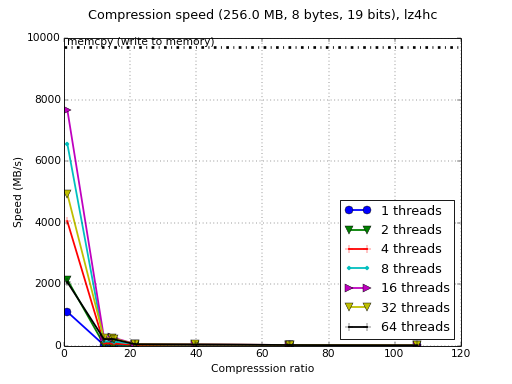 Compression speed (256.0 MB, 8 bytes, 19 bits), lz4hc
10000
memcpy (write to memory)
8000
6000
4000
2000
0
Speed (MB/s)
1 threads
2 threads
4 threads
8 threads
16 threads
32 threads
64 threads
0 20 40 60 80 100 120
Compresssion ratio